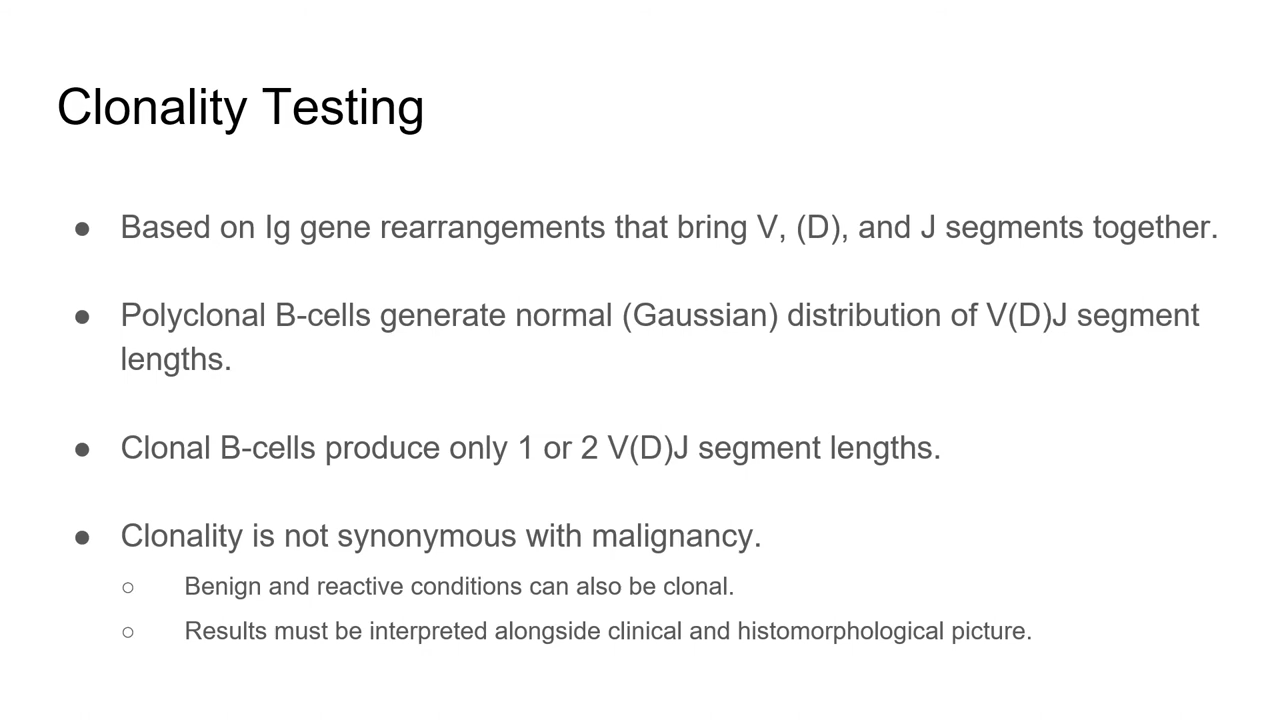 Clonality Testing
● Based on Ig gene rearrangements that bring V, (D), and J segments together.
● Polyclonal B-cells generate normal (Gaussian) distribution of V(D)J segment
lengths.
● Clonal B-cells produce only 1 or 2 V(D)J segment lengths.
● Clonality is not synonymous with malignancy.
○ Benign and reactive conditions can also be clonal.
○ Results must be interpreted alongside clinical and histomorphological picture.